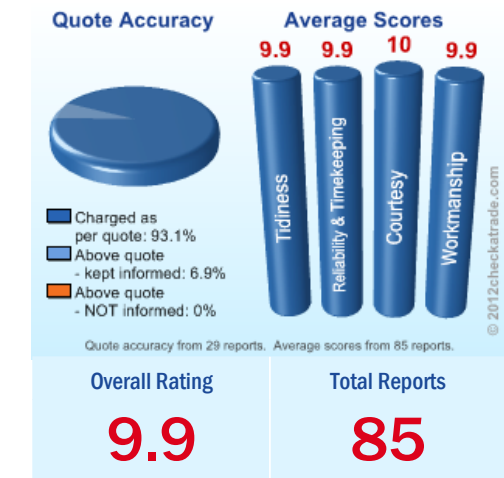 Quote Accuracy
Average Scores
9.9
9.9
10
9.9
Tidiness
Reliability & Timekeeping
Courtesy
Workmanship
Charged as
per quote: 93.1%
Above quote
- kept informed: 6.9%
Above quote
- NOT informed: 0%
© 2012checkatrade.com
Quote accuracy from 29 reports. Average scores from 85 reports.
Overall Rating
9.9
Total Reports
85